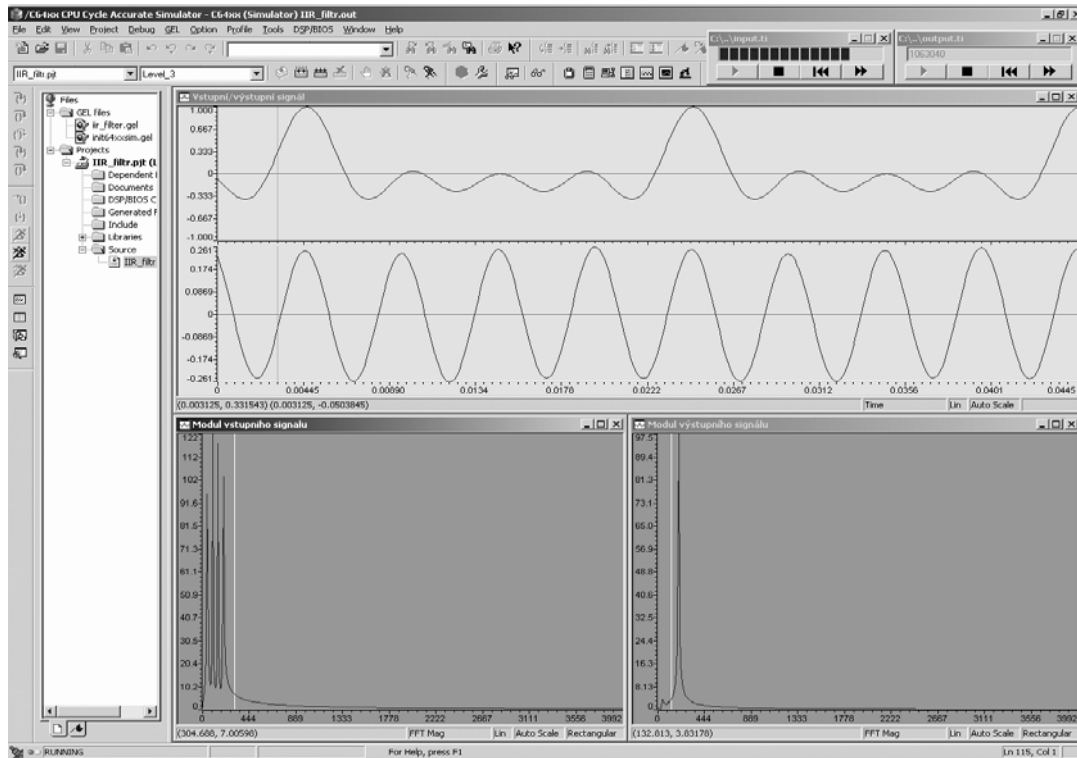 /C64xx CPU Cycle Accurate Simulator - C64xx (Simulator) IIR_filtr.out
File Edit View Project Debug GEL Option Profile Tools DSP/BIOS Window Help
C:\..\input.ti
C:\..\output.ti
1063040
IIR_filtr.pjt
Level_3
Files
GEL files
iir_filter.gel
init64xxsim.gel
Projects
IIR_filtr.pjt (L
Dependent
Documents
DSP/BIOS C
Generated F
Include
Libraries
Source
IIR_filtr
Vstupní/výstupní signál
1.000
0.667
0.333
0
-0.333
-0.667
-1.000
0.261
0.174
0.0869
0
-0.0869
-0.174
-0.261
0 0.00445 0.00890 0.0134 0.0178 0.0222 0.0267 0.0312 0.0356 0.0401 0.0445
(0.003125, 0.331543) (0.003125, -0.0503845)
Time Lin Auto Scale
Modul vstupního signalu
122
112
102
91.6
81.5
71.3
61.1
50.9
40.7
30.5
20.4
10.2
0
0 444 889 1333 1778 2222 2667 3111 3556 3992
(304.688, 7.00598) FFT Mag Lin Auto Scale Rectangular
Modul výstupního signálu
97.5
89.4
81.3
73.1
65.0
56.9
48.8
40.6
32.5
24.4
16.3
8.13
0
0 444 889 1333 1778 2222 2667 3111 3556 3992
(132.813, 3.83178) FFT Mag Lin Auto Scale Rectangular
RUNNING
For Help, press F1
Ln 115, Col 1